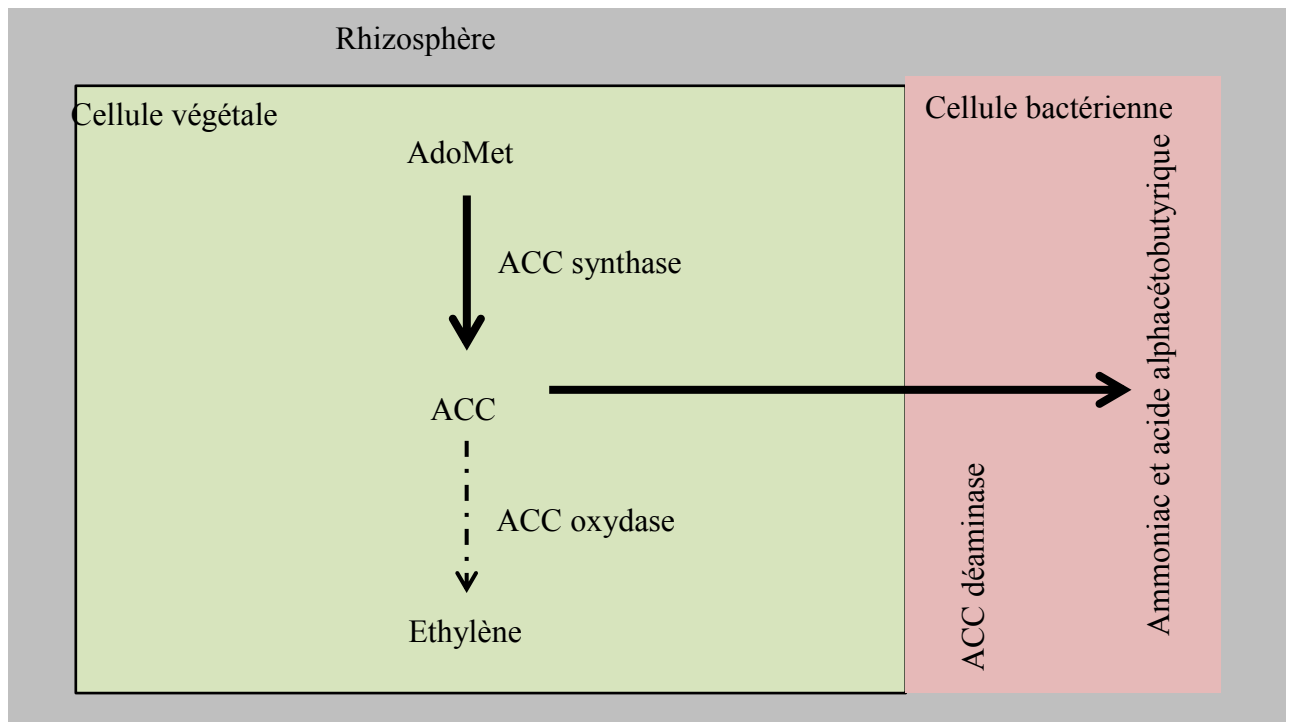 Rhizosphère
Cellule végétale
Cellule bactérienne
AdoMet
ACC synthase
ACC
ACC oxydase
Ethylène
ACC déaminase
Ammoniac et acide alphacétobutyrique